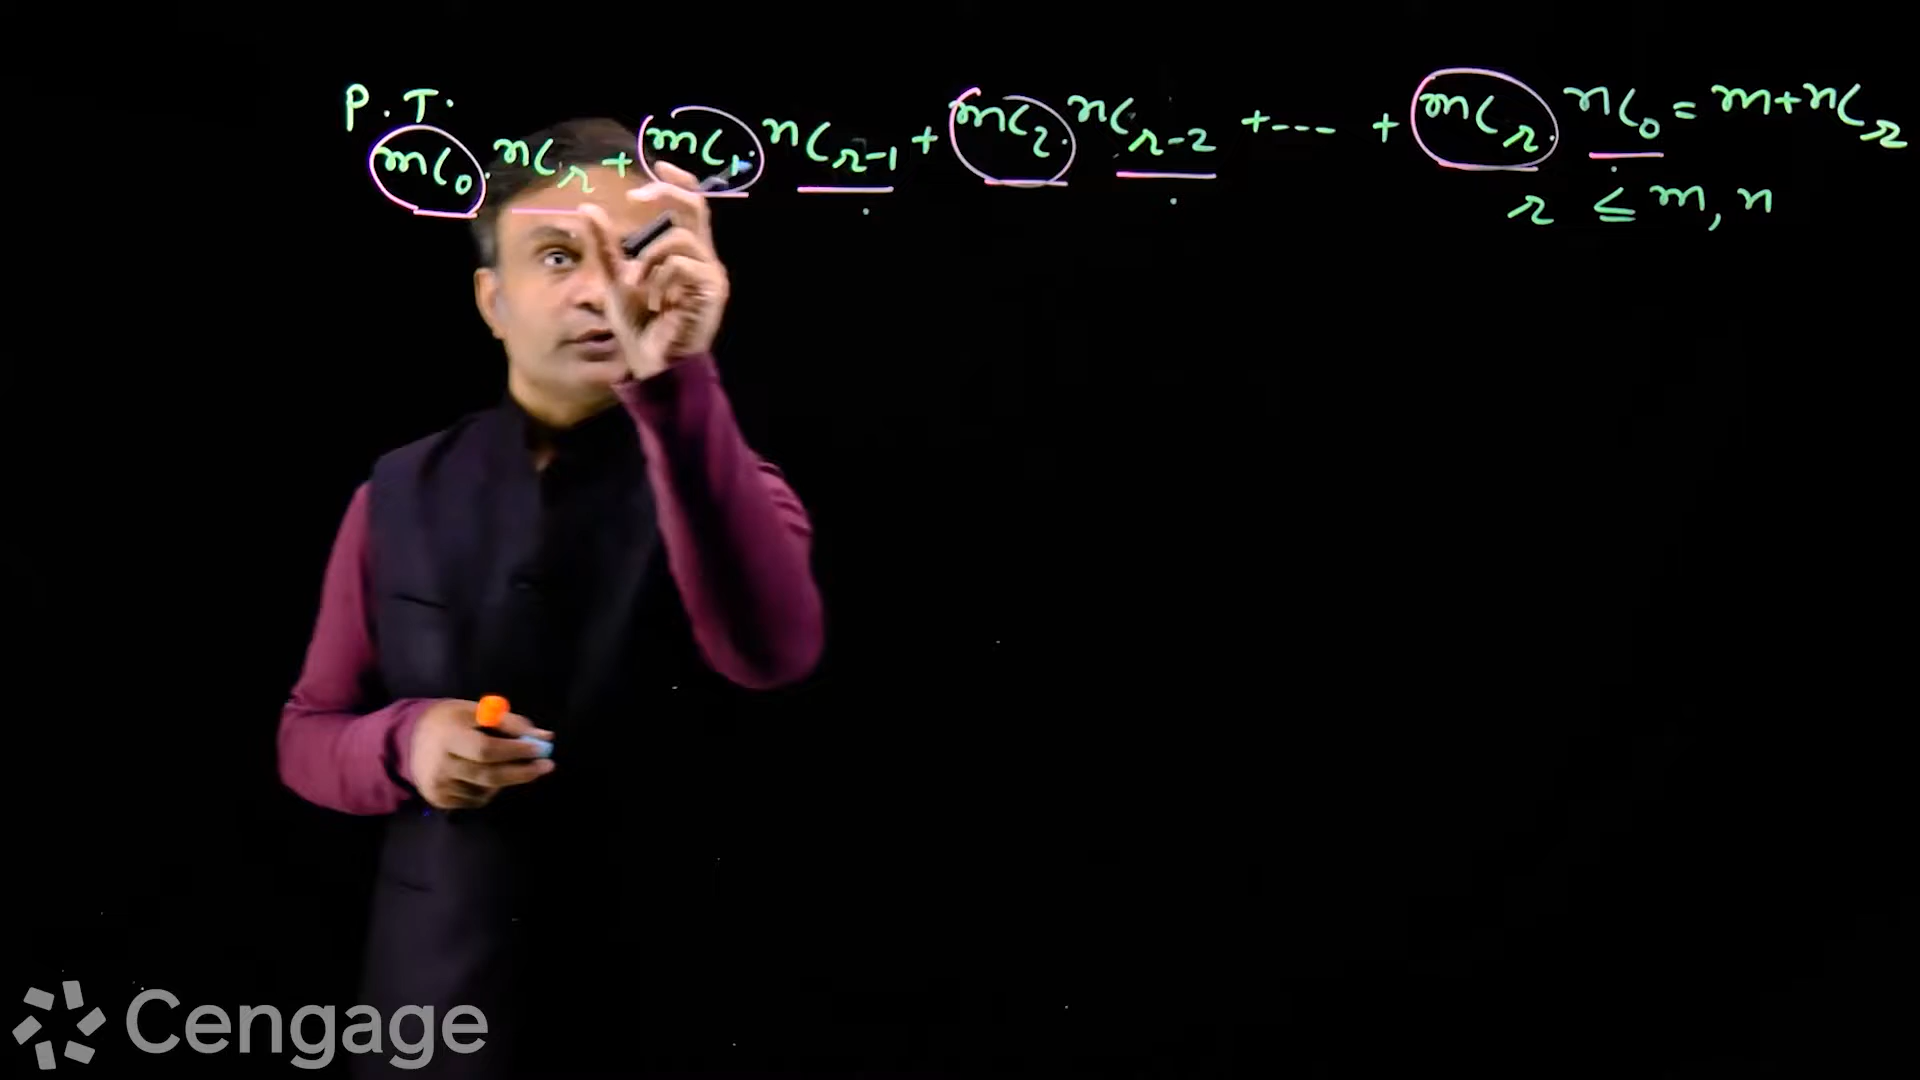 P.T.
mC₀. nCᵣ + mC₁. nCᵣ₋₁ + mC₂. nCᵣ₋₂ +---- + mCᵣ. nC₀ = m+nCᵣ
r ≤ m, n
Cengage